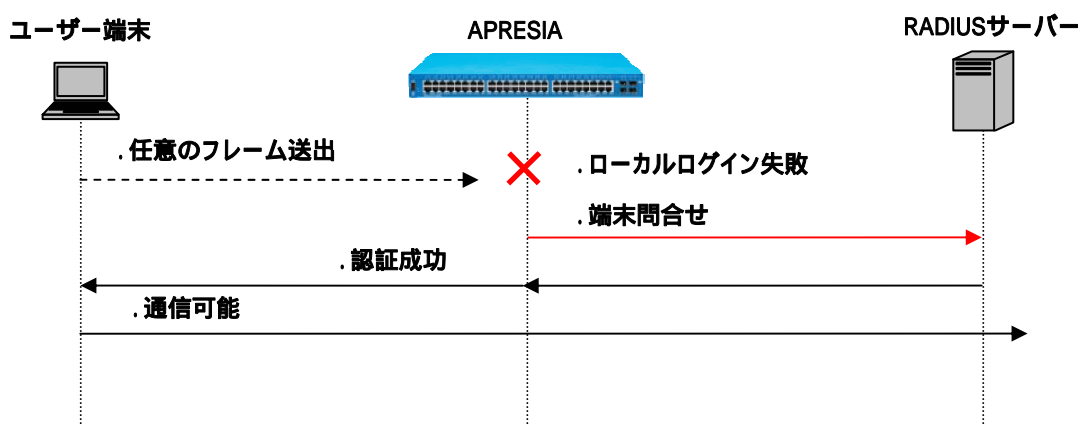 ユーザー端末
APRESIA
RADIUSサーバー
.任意のフレーム送出
.ローカルログイン失敗
.端末問合せ
.認証成功
.通信可能